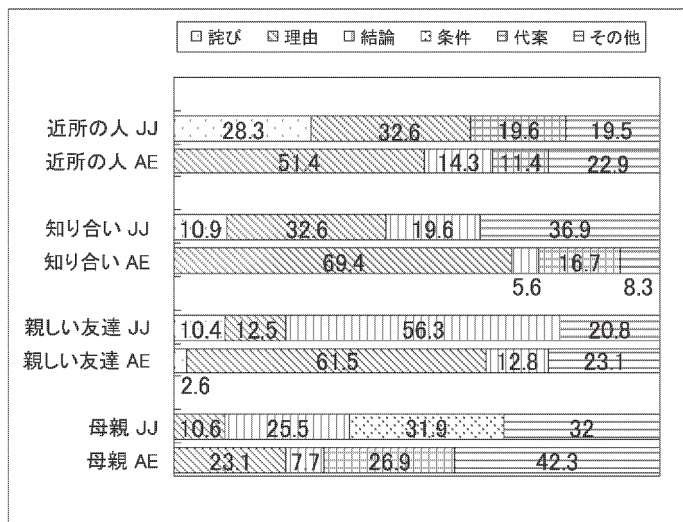 詫び 理由 結論 条件 代案 その他
近所の人 JJ 28.3 32.6 19.6 19.5
近所の人 AE 51.4 14.3 11.4 22.9
知り合い JJ 10.9 32.6 19.6 36.9
知り合い AE 69.4 16.7
5.6 8.3
親しい友達 JJ 10.4 12.5 56.3 20.8
親しい友達 AE 61.5 12.8 23.1
2.6
母親 JJ 10.6 25.5 31.9 32
母親 AE 23.1 7.7 26.9 42.3